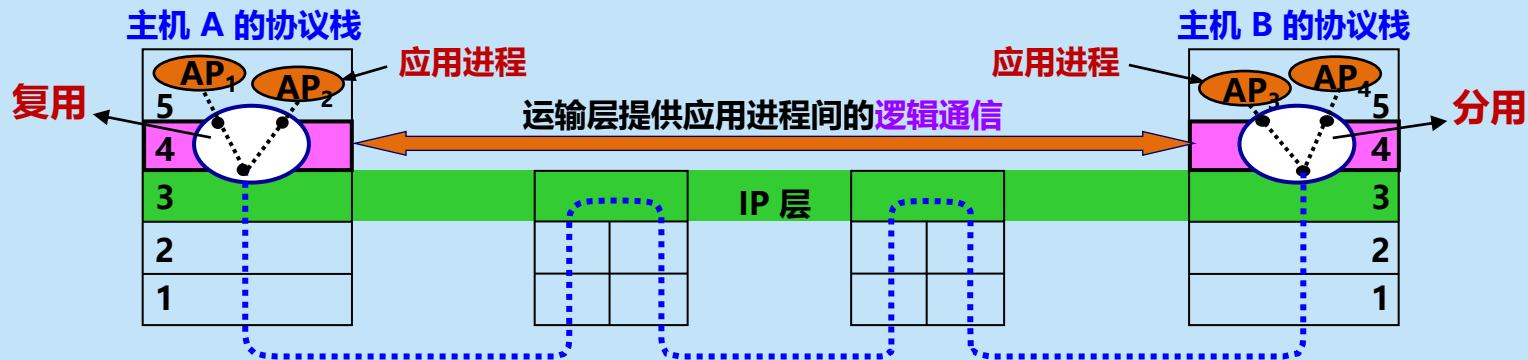 主机 A 的协议栈
主机 B 的协议栈
AP1
AP2
应用进程
应用进程
AP3
AP4
复用
5
运输层提供应用进程间的逻辑通信
5
分用
4
4
3
IP 层
3
2
2
1
1